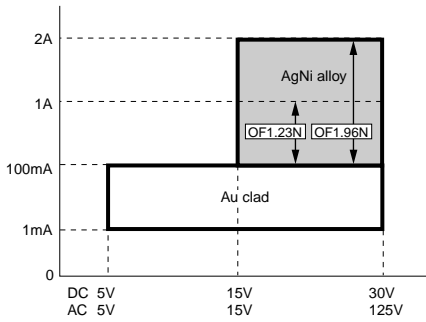 2A
AgNi alloy
1A
OF1.23N OF1.96N
100mA
Au clad
1mA
0
DC 5V 15V 30V
AC 5V 15V 125V